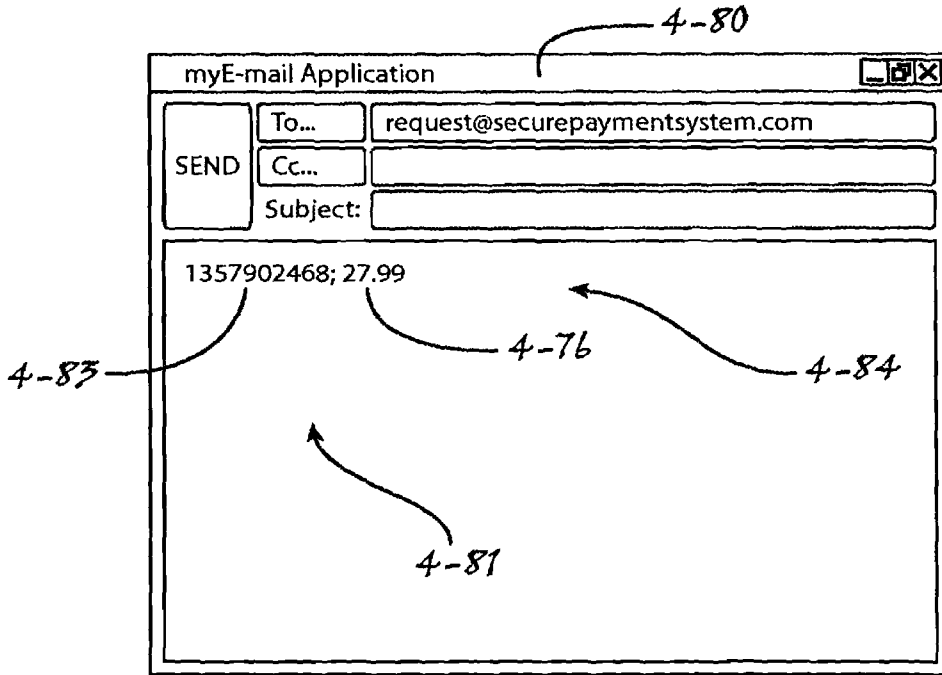 4-80
myE-mail Application
To... request@securepaymentsystem.com
SEND Cc...
Subject:
1357902468; 27.99
4-76
4-83 4-84
4-81